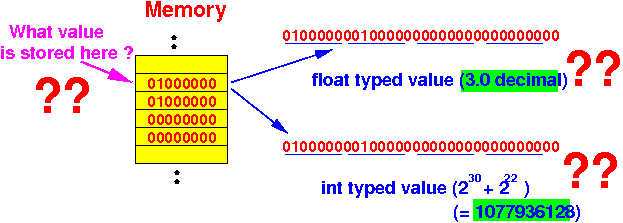 Memory
What value
is stored here ?
??
01000000
01000000
00000000
00000000
01000000010000000000000000000000
float typed value (3.0 decimal)
??
01000000010000000000000000000000
int typed value (2^30 + 2^22 )
(= 1077936128)
??